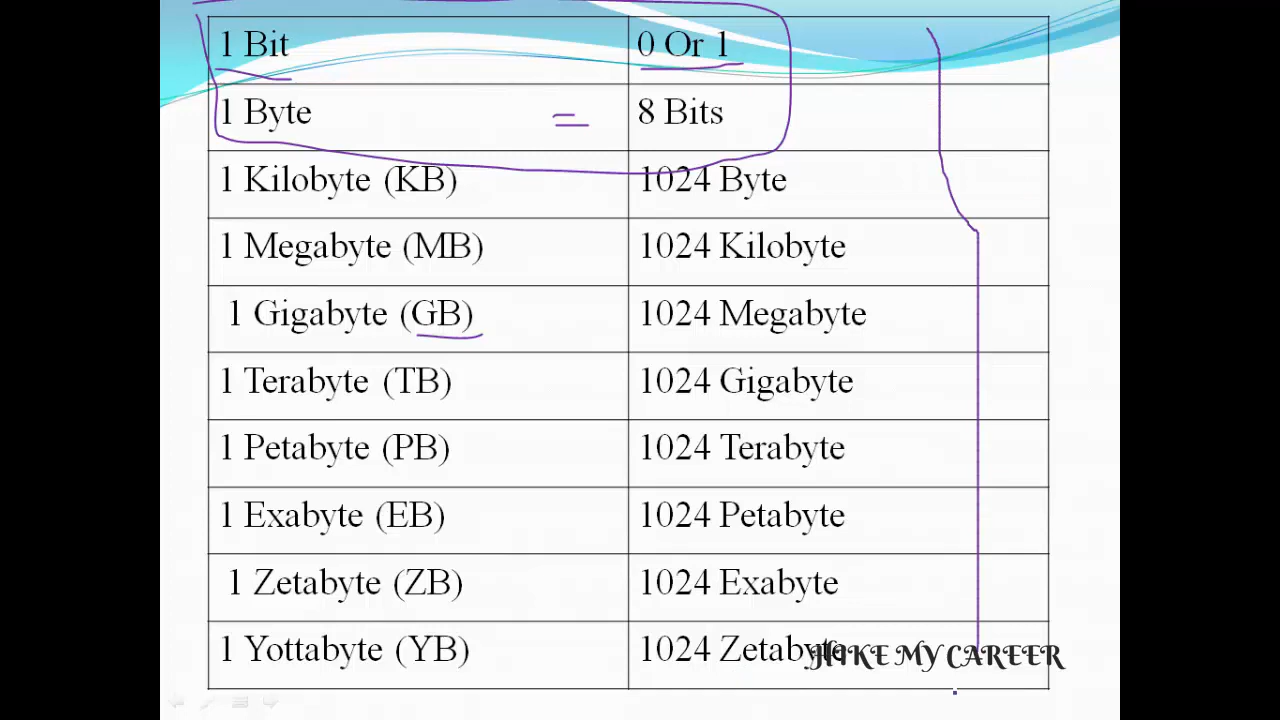 1 Bit 0 Or 1
1 Byte = 8 Bits
1 Kilobyte (KB) 1024 Byte
1 Megabyte (MB) 1024 Kilobyte
1 Gigabyte (GB) 1024 Megabyte
1 Terabyte (TB) 1024 Gigabyte
1 Petabyte (PB) 1024 Terabyte
1 Exabyte (EB) 1024 Petabyte
1 Zetabyte (ZB) 1024 Exabyte
1 Yottabyte (YB) 1024 Zetabyte
MY CAREER